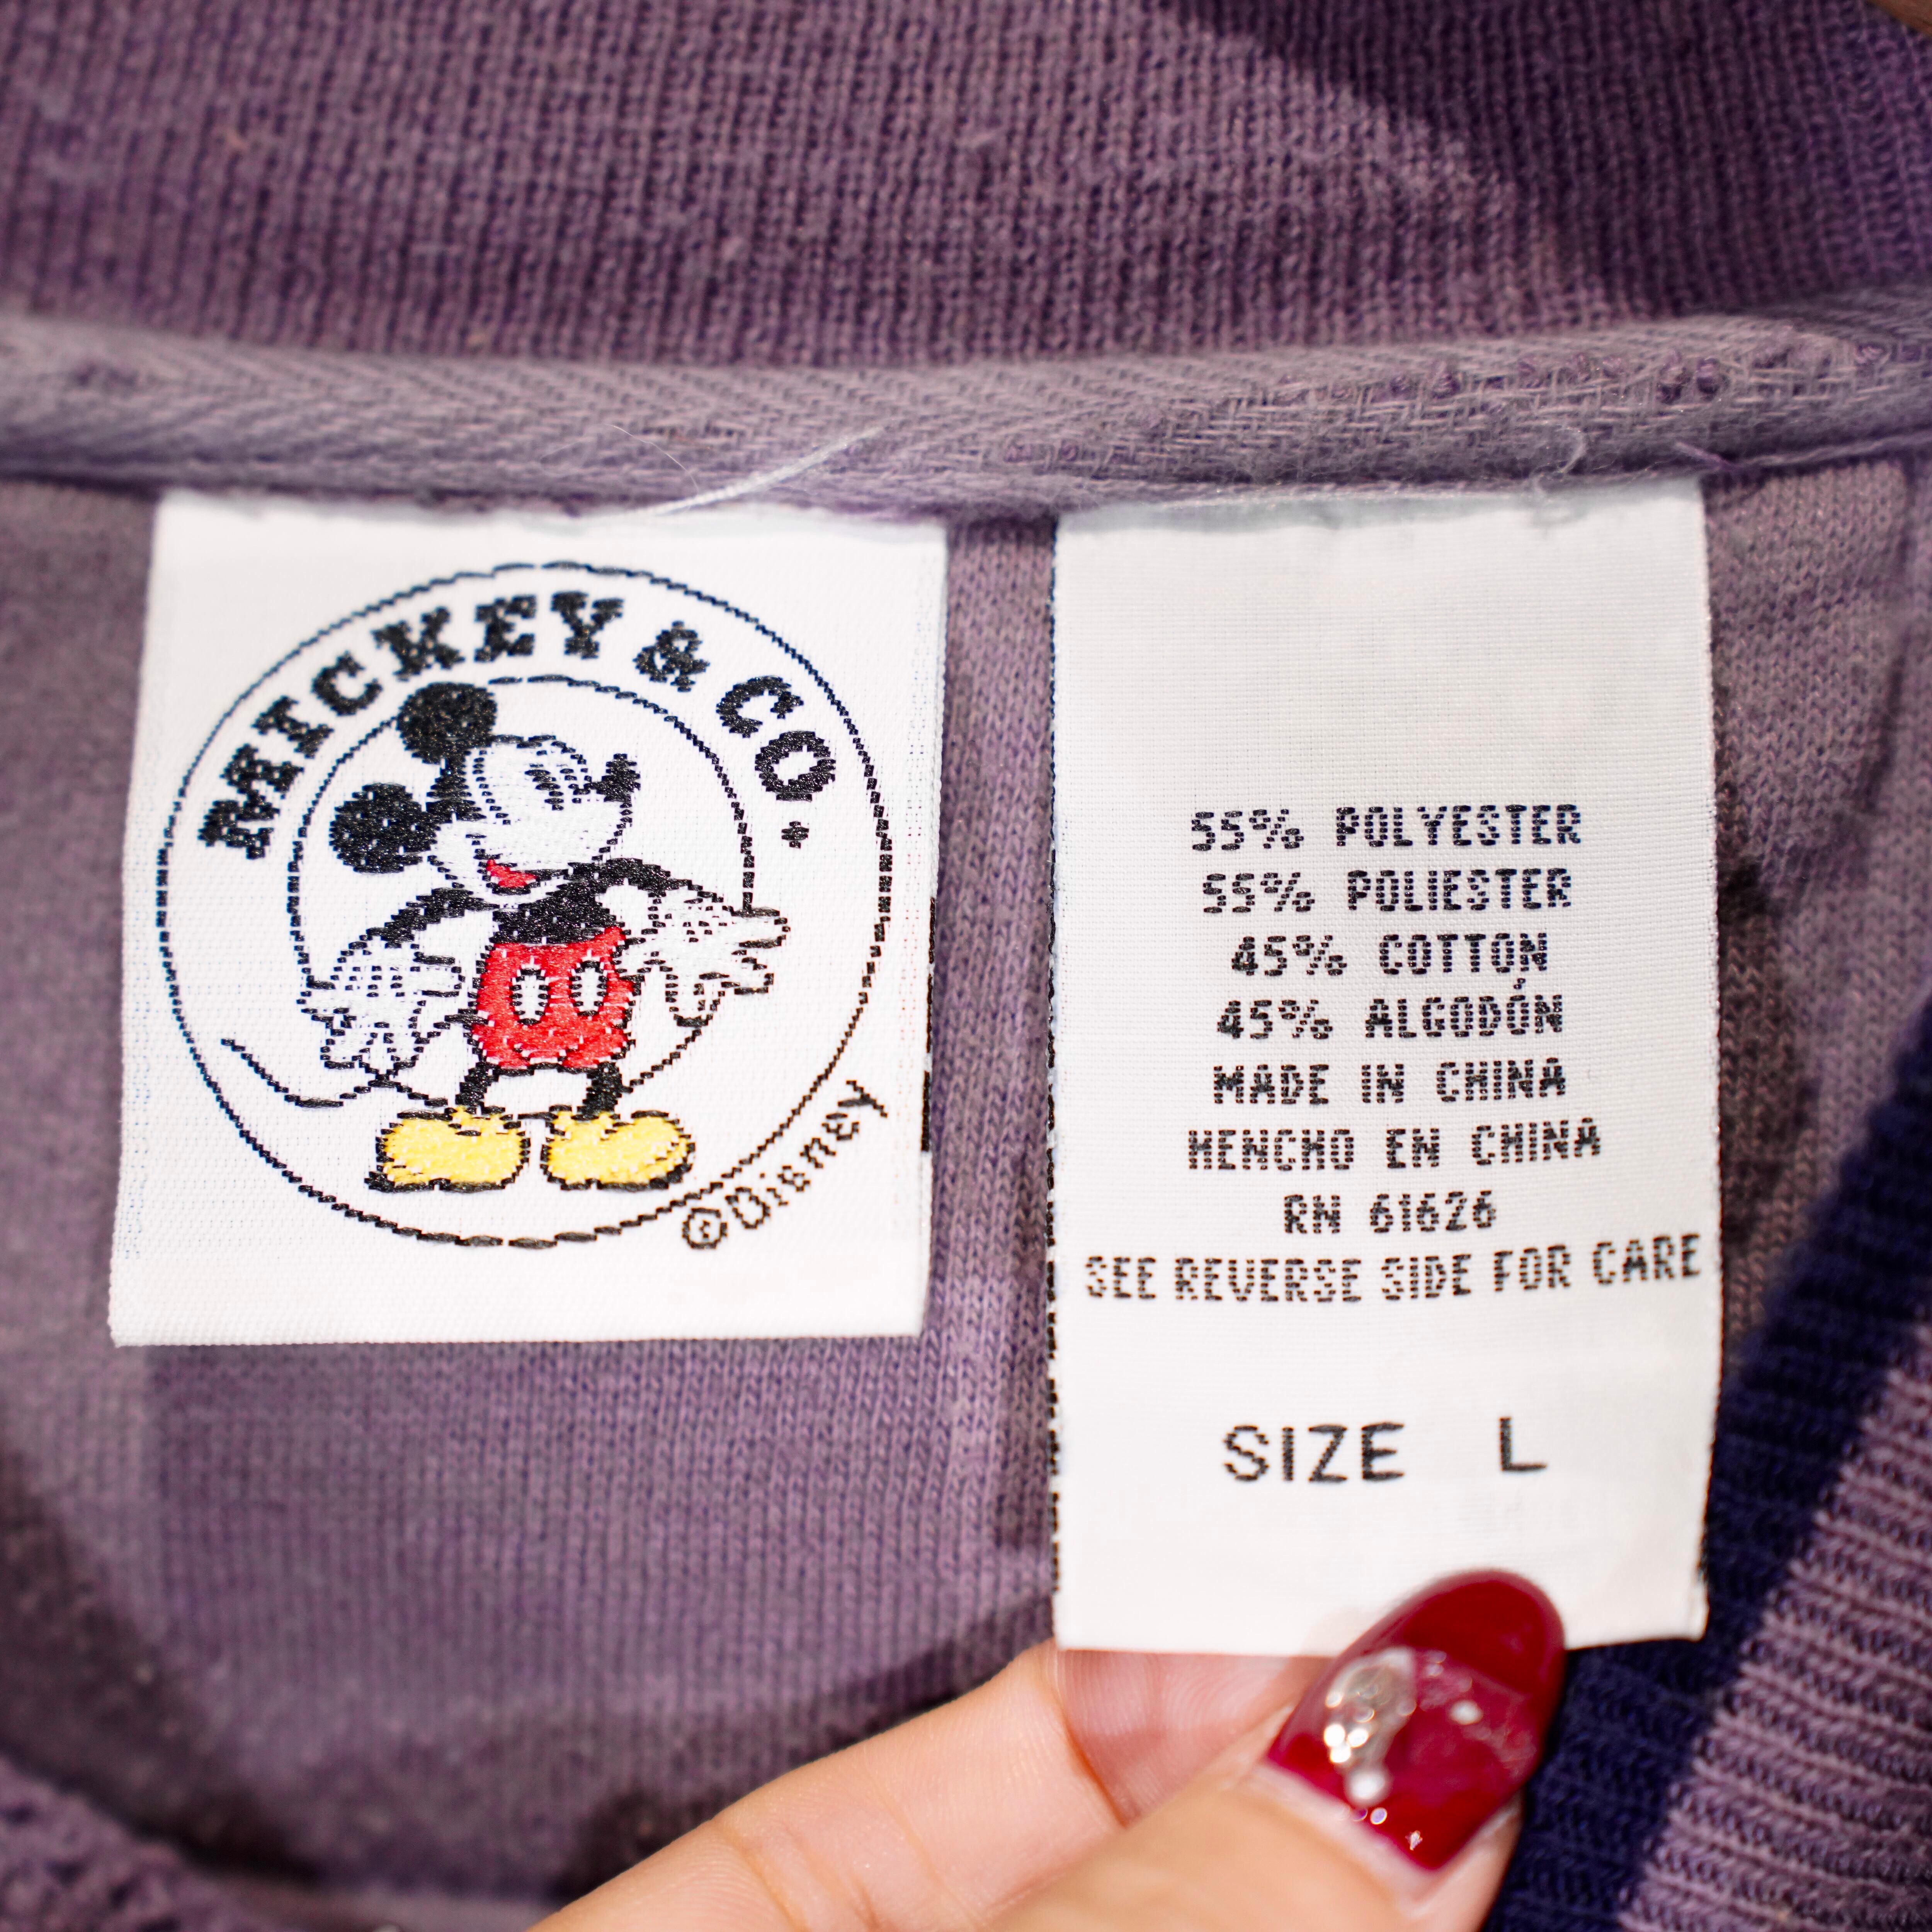 MICKEY & CO.
©Disney
55% POLYESTER
55% POLIESTER
45% COTTON
45% ALGODÓN
MADE IN CHINA
HENCHO EN CHINA
RN 61626
SEE REVERSE SIDE FOR CARE
SIZE L